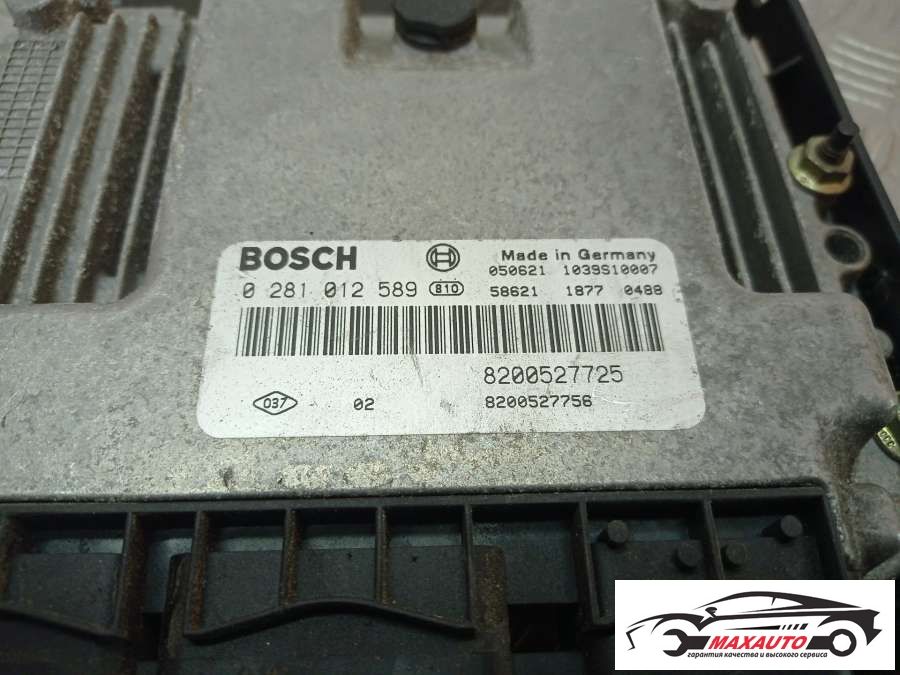 BOSCH
Made in Germany
050621 1039S10007
0 281 012 589 810 58621 1877 0488
8200527725
037 02 8200527756
MAXAUTO
гарантия качества и высокого сервиса